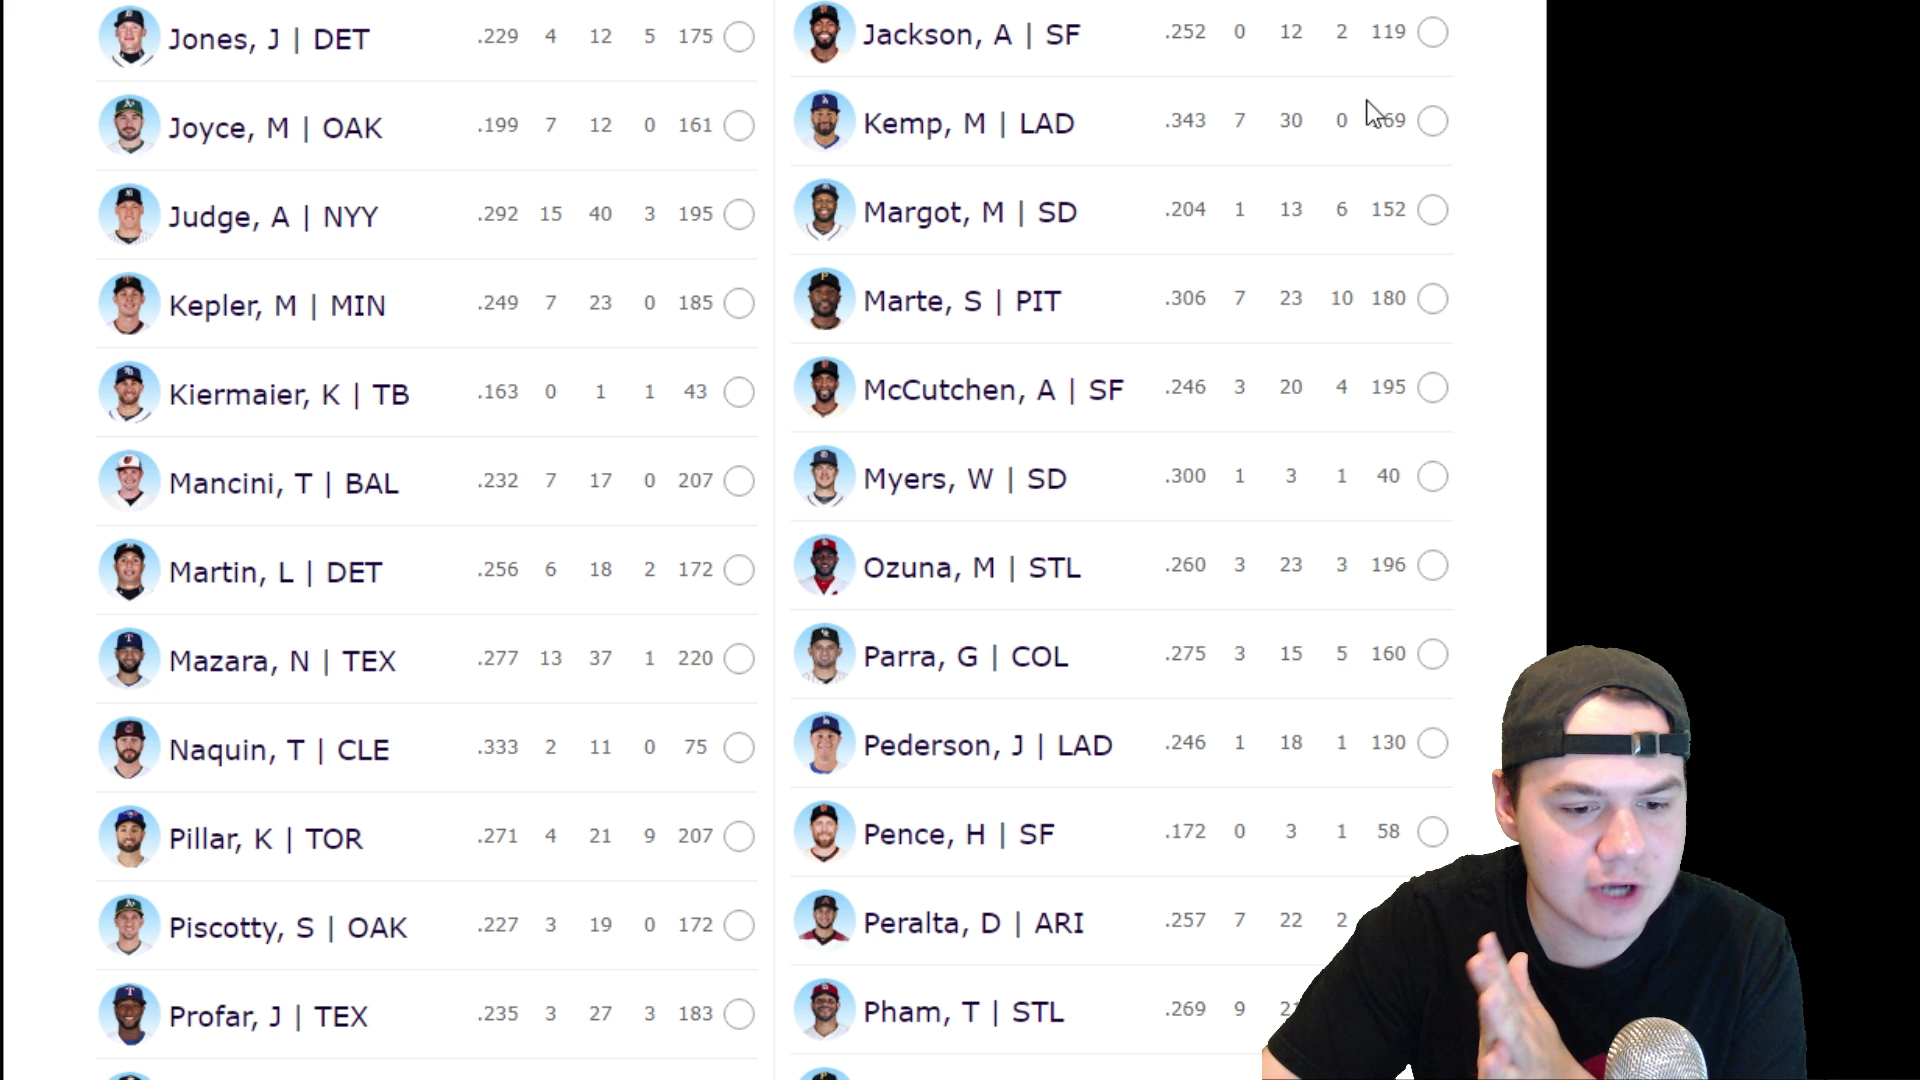 Jones, J | DET .229 4 12 5 175
Joyce, M | OAK .199 7 12 0 161
Judge, A | NYY .292 15 40 3 195
Kepler, M | MIN .249 7 23 0 185
Kiermaier, K | TB .163 0 1 1 43
Mancini, T | BAL .232 7 17 0 207
Martin, L | DET .256 6 18 2 172
Mazara, N | TEX .277 13 37 1 220
Naquin, T | CLE .333 2 11 0 75
Pillar, K | TOR .271 4 21 9 207
Piscotty, S | OAK .227 3 19 0 172
Profar, J | TEX .235 3 27 3 183
Jackson, A | SF .252 0 12 2 119
Kemp, M | LAD .343 7 30 0
Margot, M | SD .204 1 13 6 152
Marte, S | PIT .306 7 23 10 180
McCutchen, A | SF .246 3 20 4 195
Myers, W | SD .300 1 3 1 40
Ozuna, M | STL .260 3 23 3 196
Parra, G | COL .275 3 15 5 160
Pederson, J | LAD .246 1 18 1 130
Pence, H | SF .172 0 3 1 58
Peralta, D | ARI .257 7 22 2
Pham, T | STL .269 9